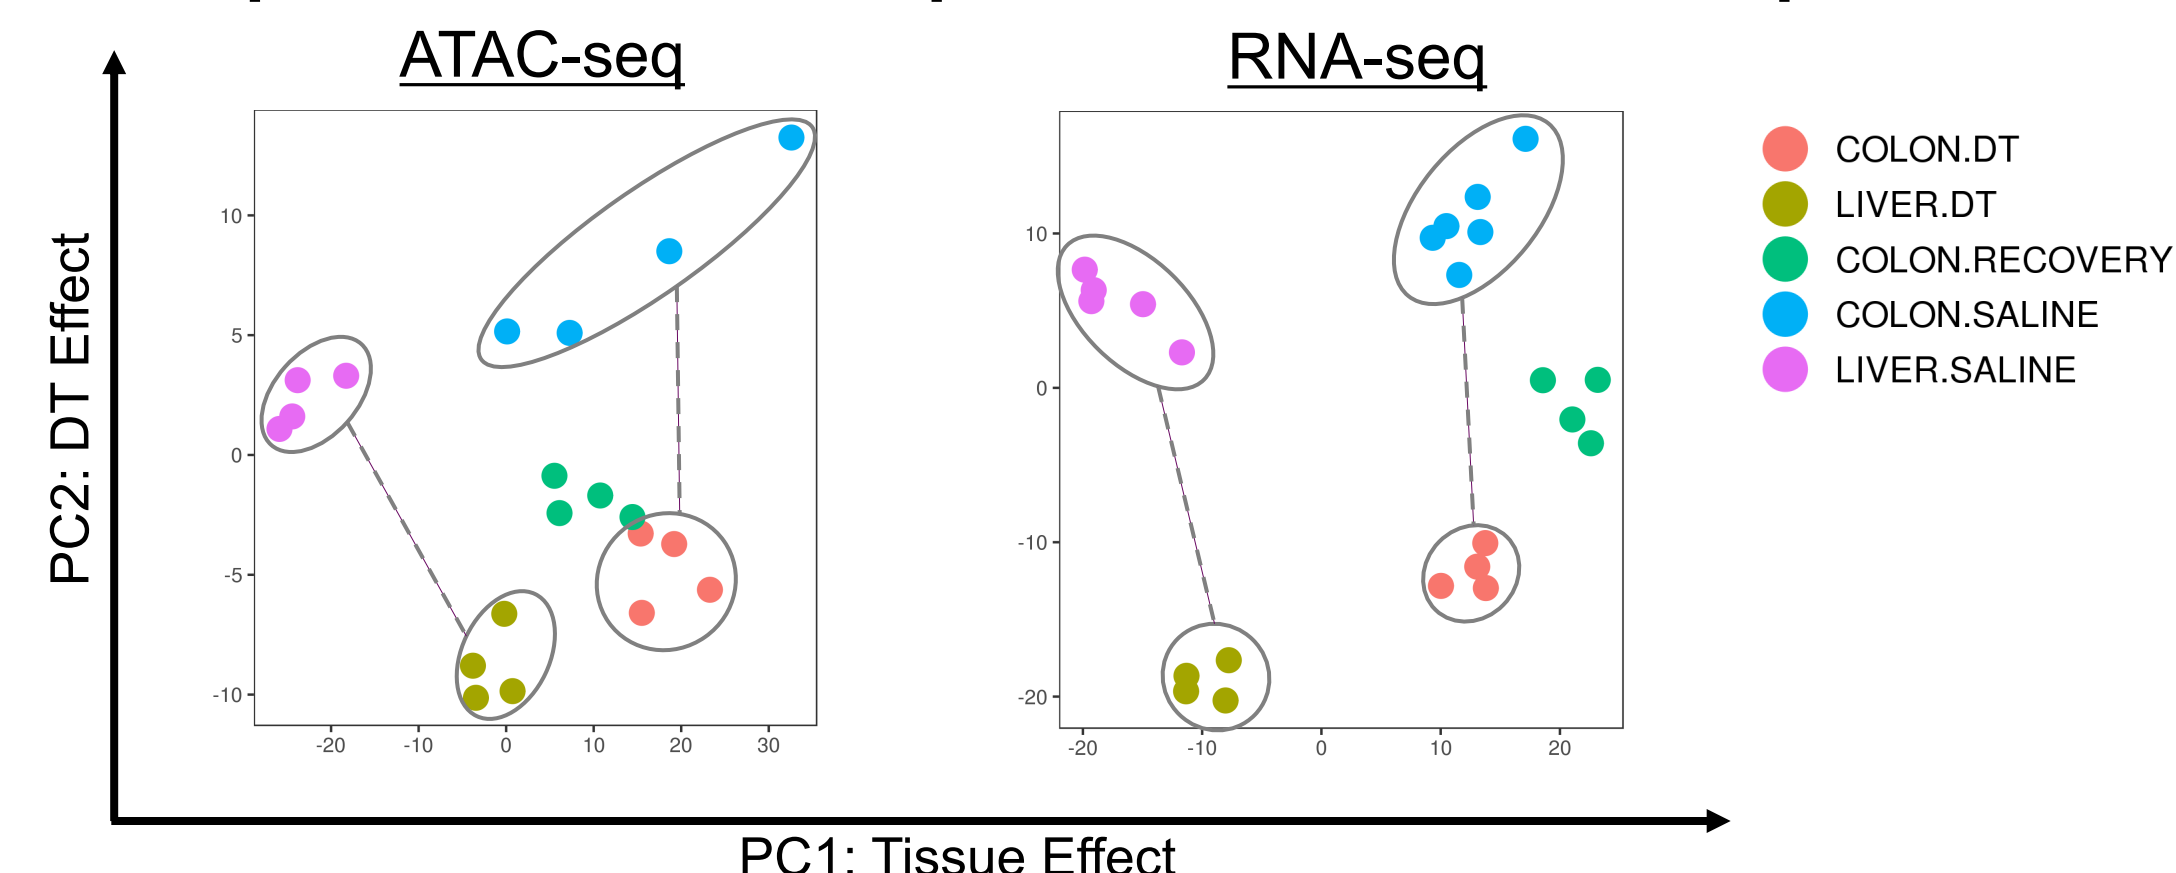 ATAC-seq
RNA-seq
PC2: DT Effect
10
5
0
-5
-10
-20
-10
0
10
20
30
10
0
-10
-20
-20
-10
0
10
20
COLON.DT
LIVER.DT
COLON.RECOVERY
COLON.SALINE
LIVER.SALINE
PC1: Tissue Effect